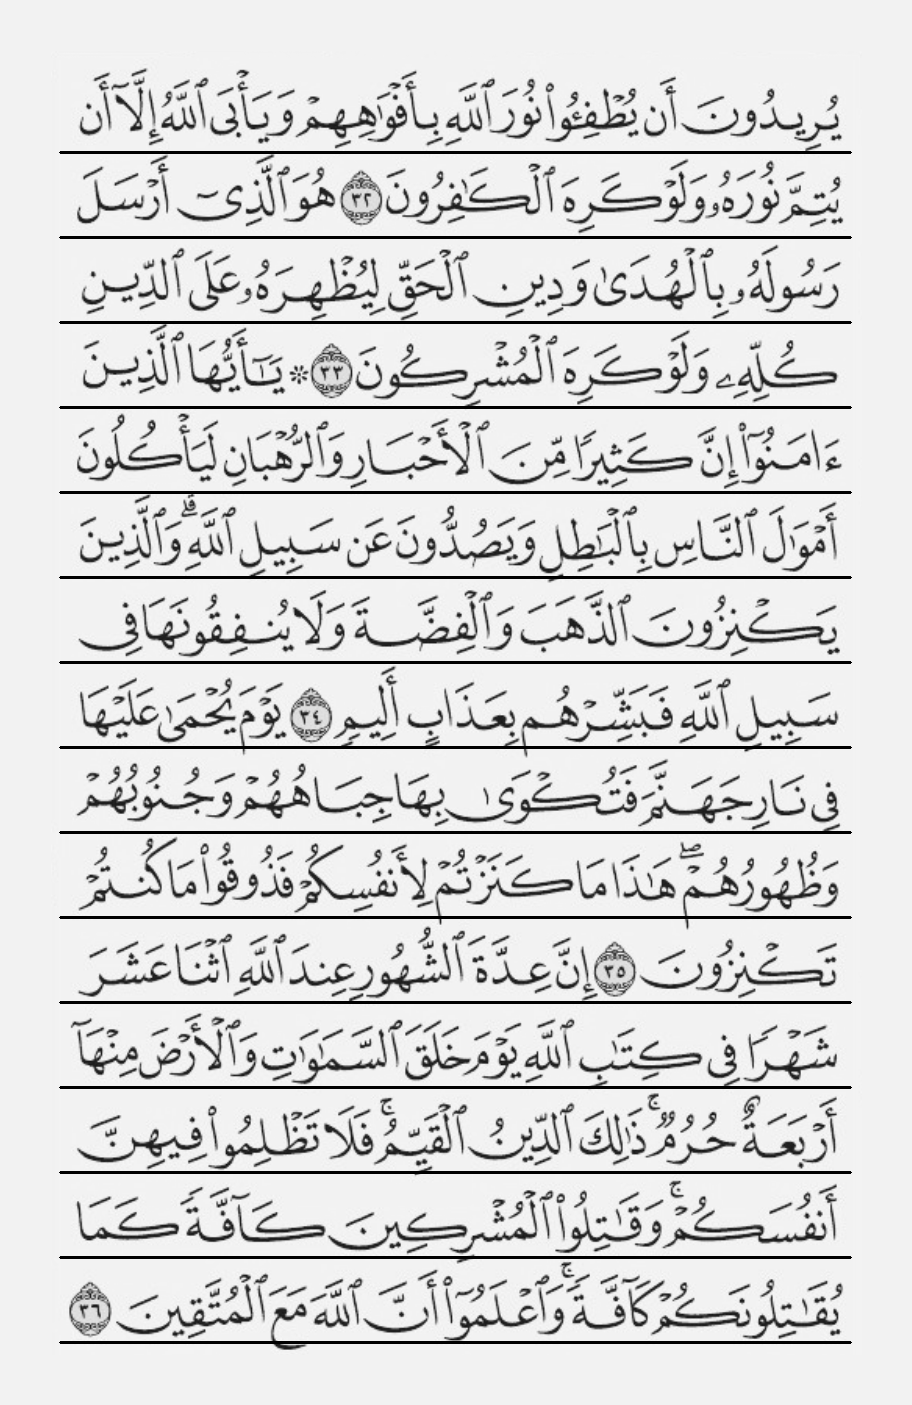 يُرِيدُونَ أَن يُطْفِـُٔوا۟ نُورَ ٱللَّهِ بِأَفْوَٰهِهِمْ وَيَأْبَى ٱللَّهُ إِلَّآ أَن
يُتِمَّ نُورَهُۥ وَلَوْ كَرِهَ ٱلْكَٰفِرُونَ ٣٢ هُوَ ٱلَّذِىٓ أَرْسَلَ
رَسُولَهُۥ بِٱلْهُدَىٰ وَدِينِ ٱلْحَقِّ لِيُظْهِرَهُۥ عَلَى ٱلدِّينِ
كُلِّهِۦ وَلَوْ كَرِهَ ٱلْمُشْرِكُونَ ٣٣ ۞ يَٰٓأَيُّهَا ٱلَّذِينَ
ءَامَنُوٓا۟ إِنَّ كَثِيرًا مِّنَ ٱلْأَحْبَارِ وَٱلرُّهْبَانِ لَيَأْكُلُونَ
أَمْوَٰلَ ٱلنَّاسِ بِٱلْبَٰطِلِ وَيَصُدُّونَ عَن سَبِيلِ ٱللَّهِ ۗ وَٱلَّذِينَ
يَكْنِزُونَ ٱلذَّهَبَ وَٱلْفِضَّةَ وَلَا يُنفِقُونَهَا فِى
سَبِيلِ ٱللَّهِ فَبَشِّرْهُم بِعَذَابٍ أَلِيمٍ ٣٤ يَوْمَ يُحْمَىٰ عَلَيْهَا
فِى نَارِ جَهَنَّمَ فَتُكْوَىٰ بِهَا جِبَاهُهُمْ وَجُنُوبُهُمْ
وَظُهُورُهُمْ ۖ هَٰذَا مَا كَنَزْتُمْ لِأَنفُسِكُمْ فَذُوقُوا۟ مَا كُنتُمْ
تَكْنِزُونَ ٣٥ إِنَّ عِدَّةَ ٱلشُّهُورِ عِندَ ٱللَّهِ ٱثْنَا عَشَرَ
شَهْرًا فِى كِتَٰبِ ٱللَّهِ يَوْمَ خَلَقَ ٱلسَّمَٰوَٰتِ وَٱلْأَرْضَ مِنْهَآ
أَرْبَعَةٌ حُرُمٌ ۚ ذَٰلِكَ ٱلدِّينُ ٱلْقَيِّمُ ۚ فَلَا تَظْلِمُوا۟ فِيهِنَّ
أَنفُسَكُمْ ۚ وَقَٰتِلُوا۟ ٱلْمُشْرِكِينَ كَآفَّةً كَمَا
يُقَٰتِلُونَكُمْ كَآفَّةً ۚ وَٱعْلَمُوٓا۟ أَنَّ ٱللَّهَ مَعَ ٱلْمُتَّقِينَ ٣٦